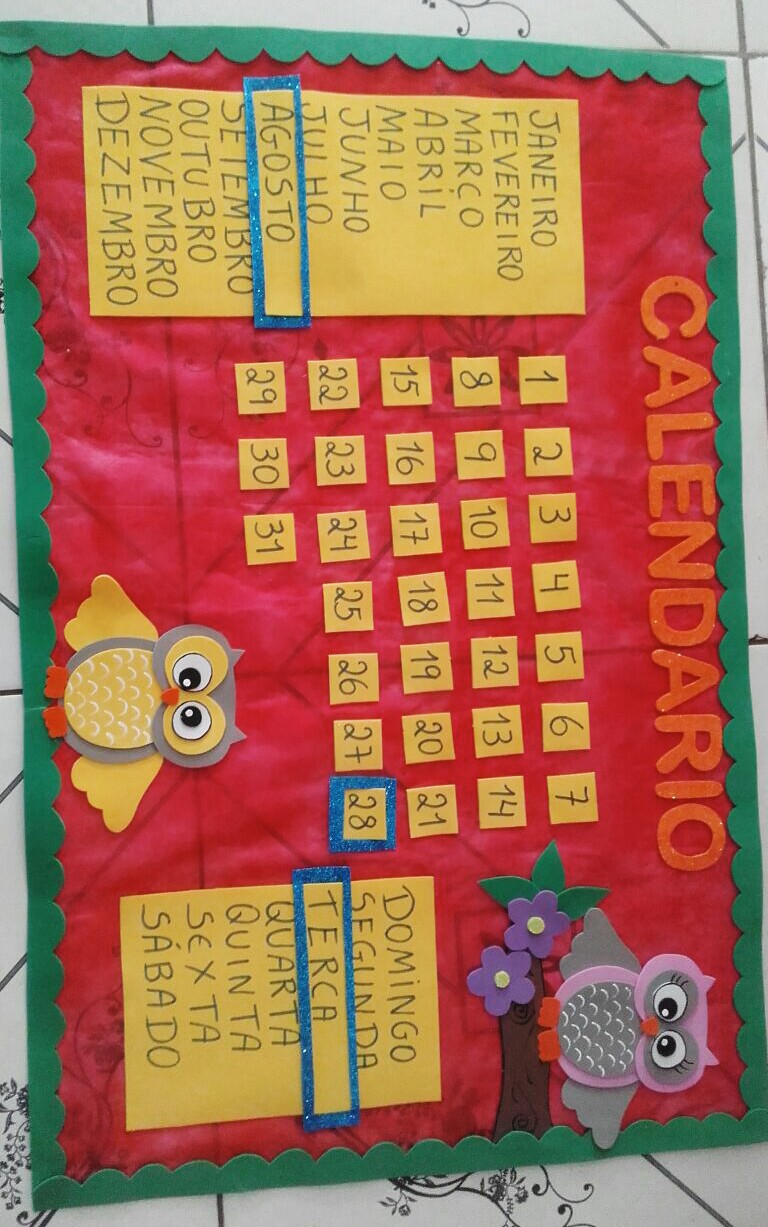 CALENDARIO
JANEIRO
FEVEREIRO
MARÇO
ABRIL
MAIO
JUNHO
JULHO
AGOSTO
SETEMBRO
OUTUBRO
NOVEMBRO
DEZEMBRO
1 2 3 4 5 6 7
8 9 10 11 12 13 14
15 16 17 18 19 20 21
22 23 24 25 26 27 28
29 30 31
DOMINGO
SEGUNDA
TERCA
QUARTA
QUINTA
SEXTA
SÁBADO